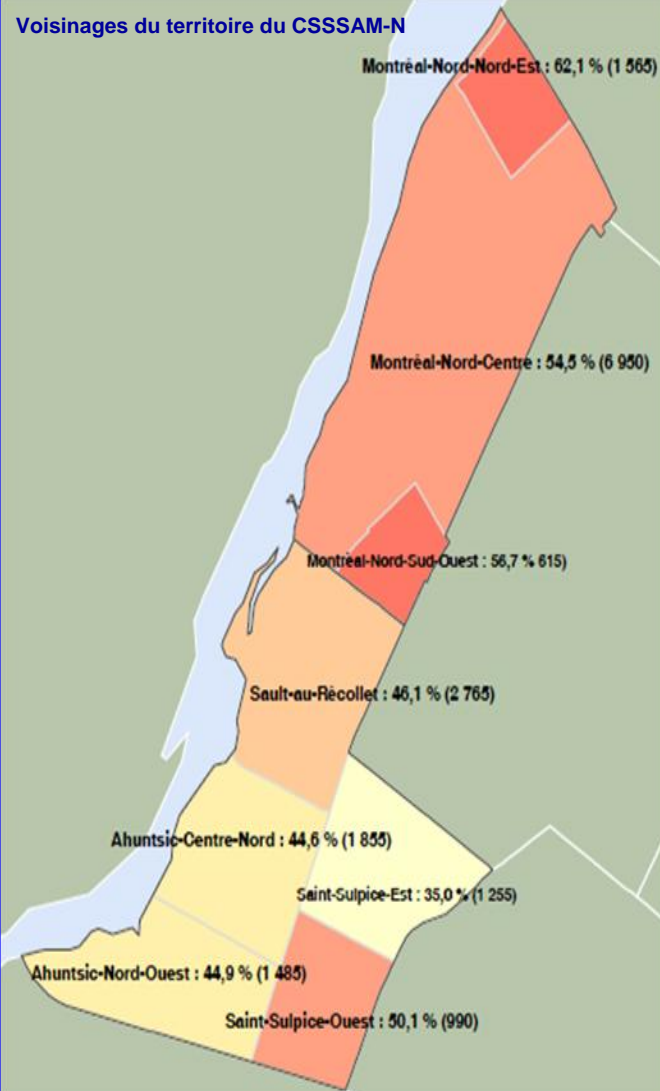 Voisinages du territoire du CSSSAM-N
Montréal-Nord-Nord-Est : 62,1 % (1 565)
Montréal-Nord-Centre : 54,5 % (6 950)
Montréal-Nord-Sud-Ouest : 56,7 % 615)
Sault-au-Récollet : 46,1 % (2 765)
Ahuntsic-Centre-Nord : 44,6 % (1 855)
Saint-Sulpice-Est : 35,0 % (1 255)
Ahuntsic-Nord-Ouest : 44,9 % (1 485)
Saint-Sulpice-Ouest : 50,1 % (990)